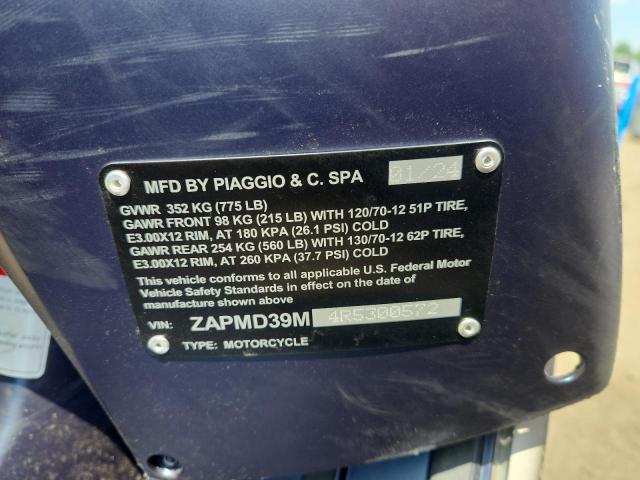 MFD BY PIAGGIO & C. SPA 01/24
GVWR 352 KG (775 LB)
GAWR FRONT 98 KG (215 LB) WITH 120/70-12 51P TIRE,
E3.00X12 RIM, AT 180 KPA (26.1 PSI) COLD
GAWR REAR 254 KG (560 LB) WITH 130/70-12 62P TIRE,
E3.00X12 RIM, AT 260 KPA (37.7 PSI) COLD
This vehicle conforms to all applicable U.S. Federal Motor
Vehicle Safety Standards in effect on the date of
manufacture shown above
VIN: ZAPMD39M 4R5300572
TYPE: MOTORCYCLE